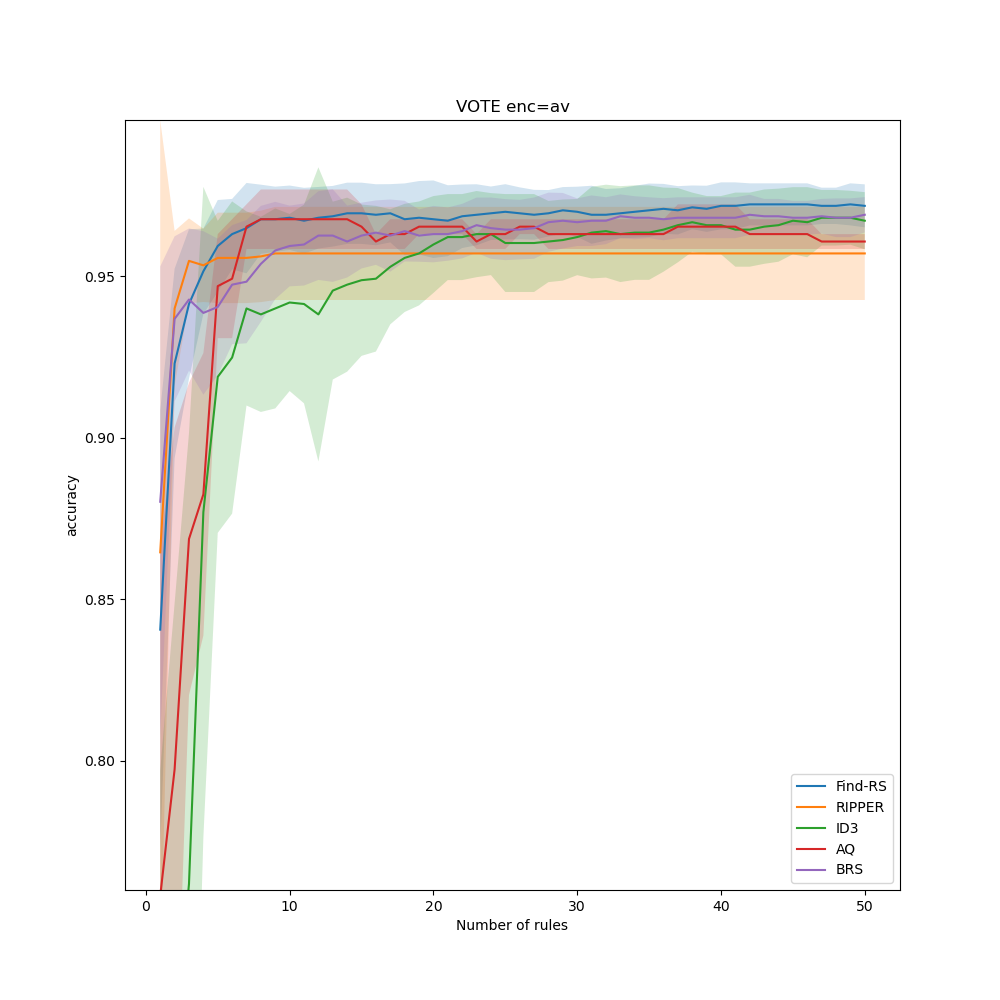 VOTE enc=av
accuracy
0.95
0.90
0.85
0.80
0
10
20
30
40
50
Number of rules
Find-RS
RIPPER
ID3
AQ
BRS